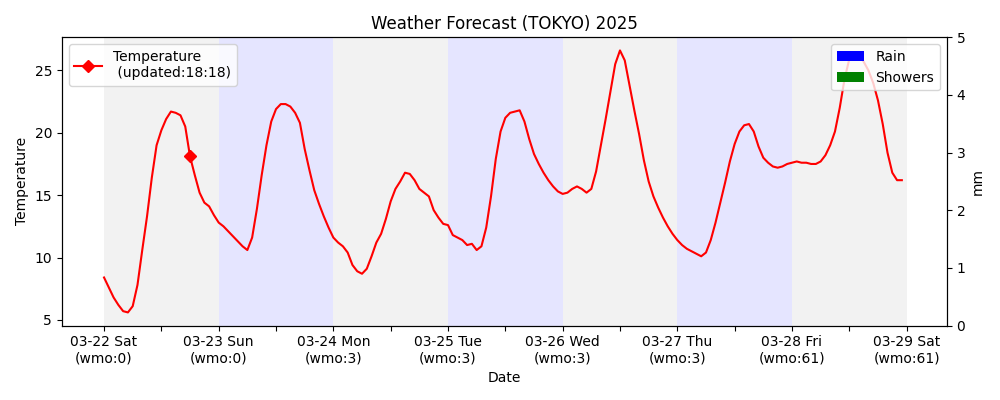 Weather Forecast (TOKYO) 2025
Temperature
(updated:18:18)
Rain
Showers
Temperature
25
20
15
10
5
5
4
3
2
1
0
mm
03-22 Sat
(wmo:0)
03-23 Sun
(wmo:0)
03-24 Mon
(wmo:3)
03-25 Tue
(wmo:3)
03-26 Wed
(wmo:3)
03-27 Thu
(wmo:3)
03-28 Fri
(wmo:61)
03-29 Sat
(wmo:61)
Date